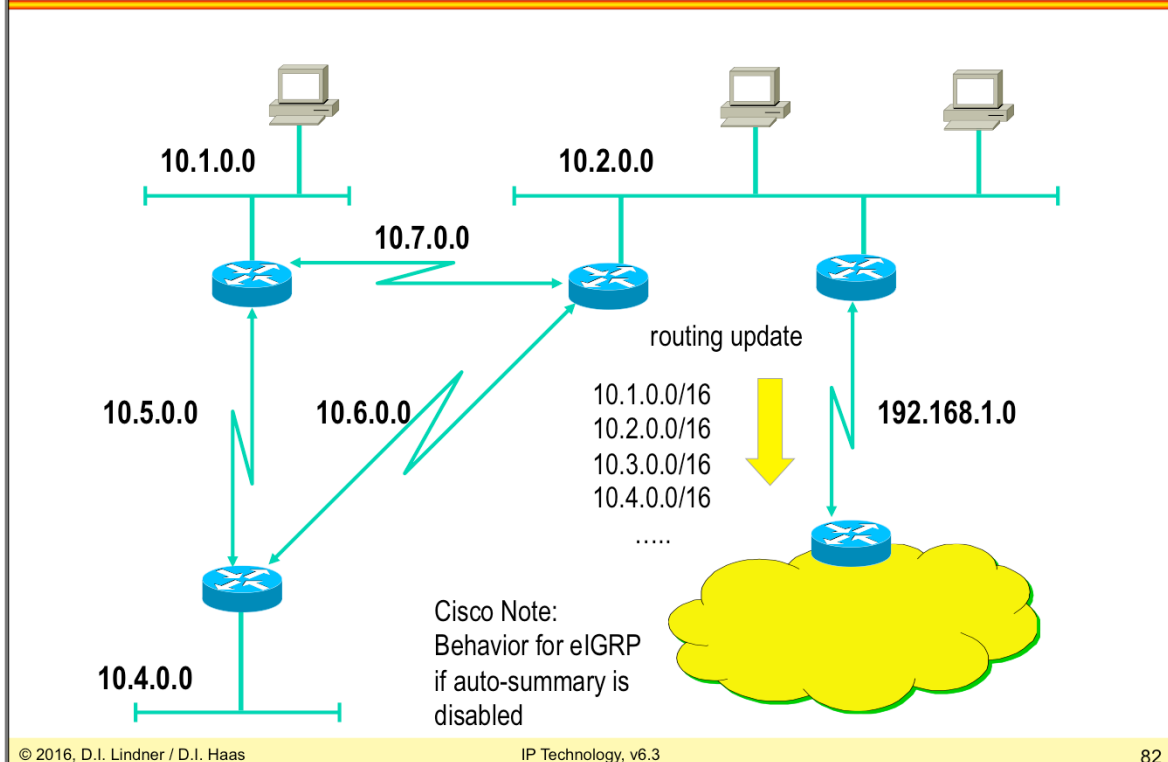 10.1.0.0
10.2.0.0
10.7.0.0
routing update
10.5.0.0
10.6.0.0
10.1.0.0/16
10.2.0.0/16
10.3.0.0/16
10.4.0.0/16
.....
192.168.1.0
Cisco Note:
Behavior for eIGRP
if auto-summary is
disabled
10.4.0.0
© 2016, D.I. Lindner / D.I. Haas
IP Technology, v6.3
82